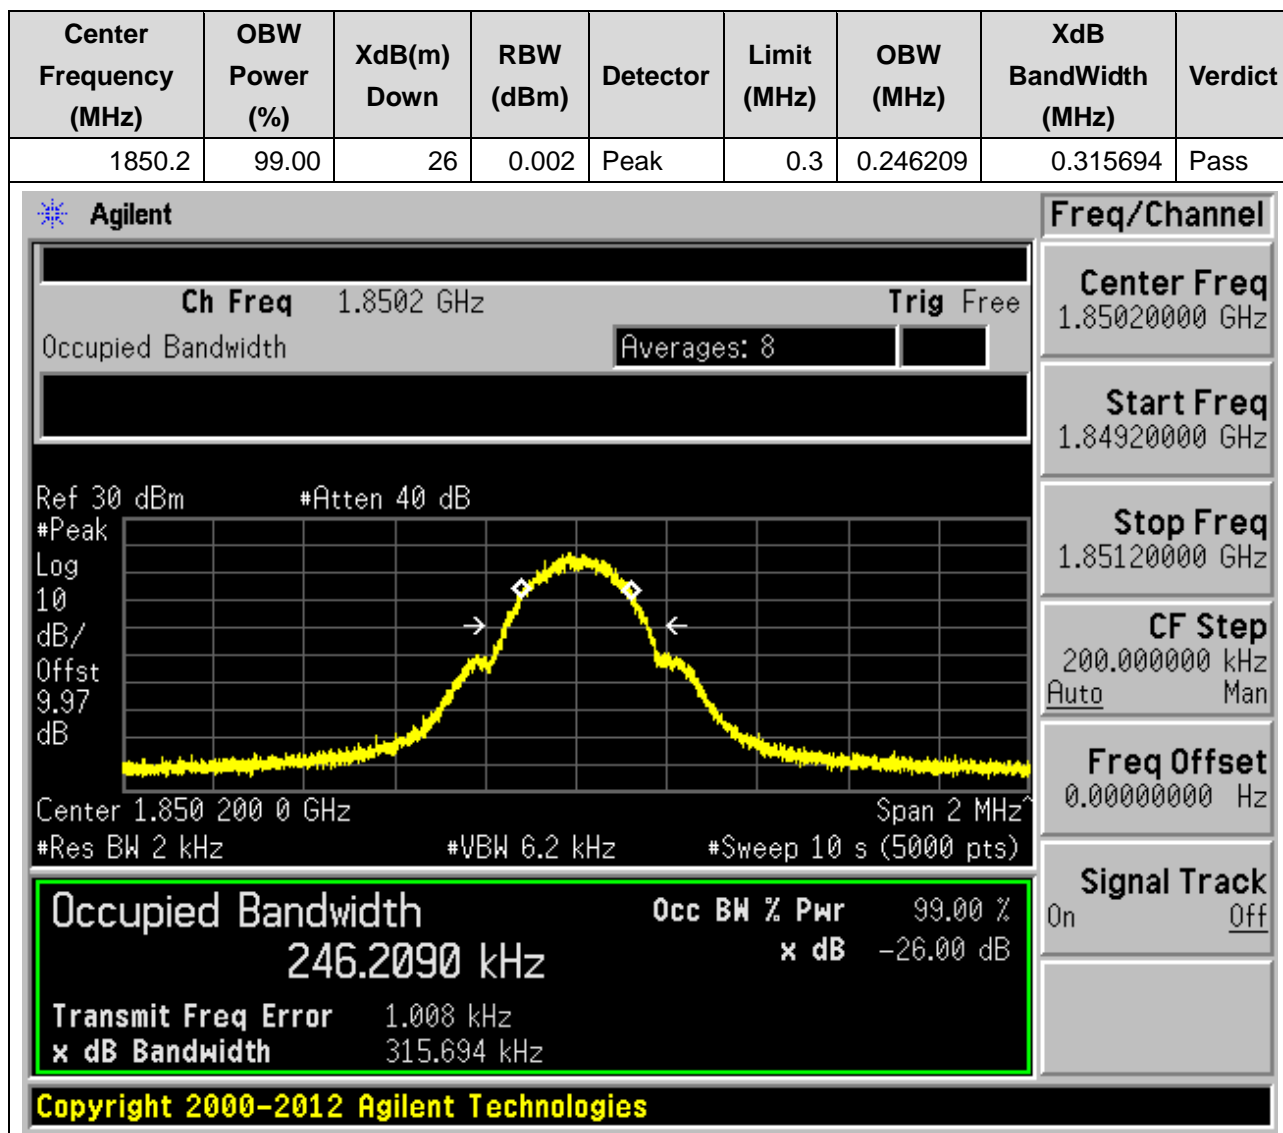 Center Frequency (MHz) OBW Power (%) XdB(m) Down RBW (dBm) Detector Limit (MHz) OBW (MHz) XdB BandWidth (MHz) Verdict
1850.2 99.00 26 0.002 Peak 0.3 0.246209 0.315694 Pass
Agilent
Freq/Channel
Ch Freq 1.8502 GHz Trig Free
Occupied Bandwidth Averages: 8
Ref 30 dBm #Atten 40 dB
#Peak
Log
10
dB/
Offst
9.97
dB
Center 1.850 200 0 GHz Span 2 MHz^
#Res BW 2 kHz #VBW 6.2 kHz #Sweep 10 s (5000 pts)
Occupied Bandwidth Occ BW % Pwr 99.00 %
246.2090 kHz x dB -26.00 dB
Transmit Freq Error 1.008 kHz
x dB Bandwidth 315.694 kHz
Center Freq
1.85020000 GHz
Start Freq
1.84920000 GHz
Stop Freq
1.85120000 GHz
CF Step
200.000000 kHz
Auto Man
Freq Offset
0.00000000 Hz
Signal Track
On Off
Copyright 2000-2012 Agilent Technologies